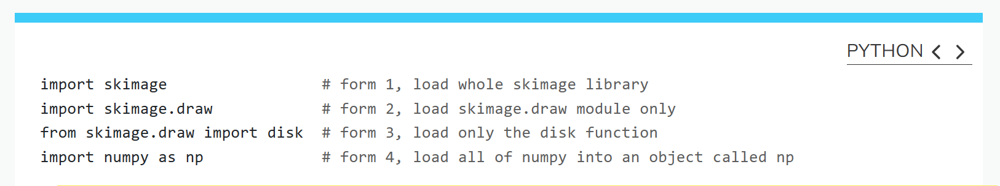 PYTHON < >
import skimage                 # form 1, load whole skimage library
import skimage.draw            # form 2, load skimage.draw module only
from skimage.draw import disk  # form 3, load only the disk function
import numpy as np             # form 4, load all of numpy into an object called np